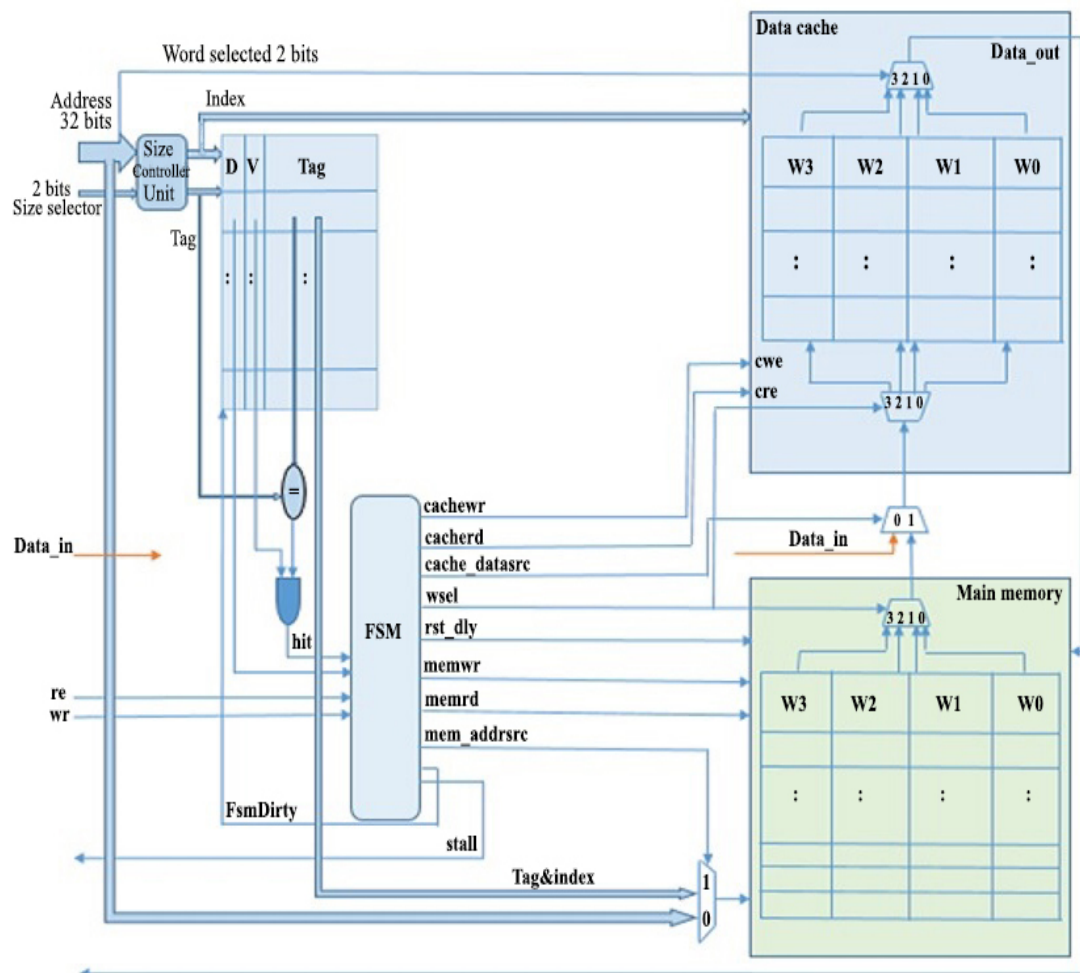 Data cache
Word selected 2 bits
Data_out
3 2 1 0
Address
32 bits
Index
Size
Controller
Unit
D V Tag
W3 W2 W1 W0
2 bits
Size selector
Tag
: : :
: : : :
cwe
cre
3 2 1 0
=
cachewr
0 1
cacherd
Data_in
Data_in
cache_datasrc
wsel
Main memory
3 2 1 0
FSM
rst_dly
hit
memwr
re
memrd
W3 W2 W1 W0
wr
mem_addrsrc
: : : :
FsmDirty
stall
Tag&index
1
0